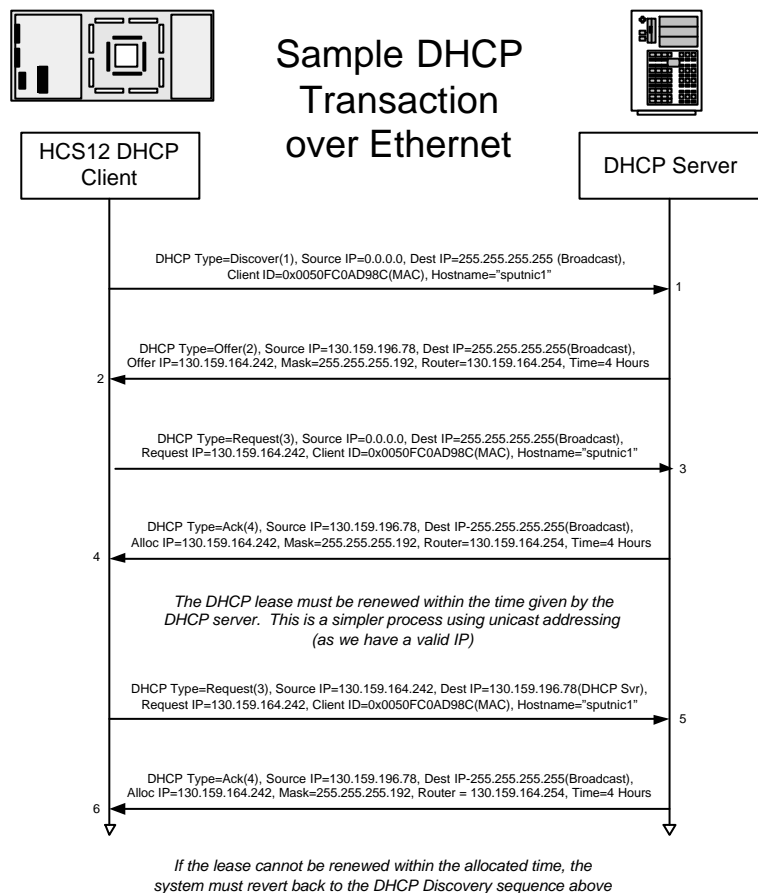 Sample DHCP
Transaction
over Ethernet
HCS12 DHCP
Client
DHCP Server
DHCP Type=Discover(1), Source IP=0.0.0.0, Dest IP=255.255.255.255 (Broadcast),
Client ID=0x0050FC0AD98C(MAC), Hostname=”sputnic1”
1
DHCP Type=Offer(2), Source IP=130.159.196.78, Dest IP=255.255.255.255(Broadcast),
Offer IP=130.159.164.242, Mask=255.255.255.192, Router=130.159.164.254, Time=4 Hours
2
DHCP Type=Request(3), Source IP=0.0.0.0, Dest IP=255.255.255.255(Broadcast),
Request IP=130.159.164.242, Client ID=0x0050FC0AD98C(MAC), Hostname=”sputnic1”
3
DHCP Type=Ack(4), Source IP=130.159.196.78, Dest IP-255.255.255.255(Broadcast),
Alloc IP=130.159.164.242, Mask=255.255.255.192, Router=130.159.164.254, Time=4 Hours
4
The DHCP lease must be renewed within the time given by the
DHCP server.  This is a simpler process using unicast addressing
(as we have a valid IP)
DHCP Type=Request(3), Source IP=130.159.164.242, Dest IP=130.159.196.78(DHCP Svr),
Request IP=130.159.164.242, Client ID=0x0050FC0AD98C(MAC), Hostname=”sputnic1”
5
DHCP Type=Ack(4), Source IP=130.159.196.78, Dest IP-255.255.255.255(Broadcast),
Alloc IP=130.159.164.242, Mask=255.255.255.192, Router = 130.159.164.254, Time=4 Hours
6
If the lease cannot be renewed within the allocated time, the
system must revert back to the DHCP Discovery sequence above